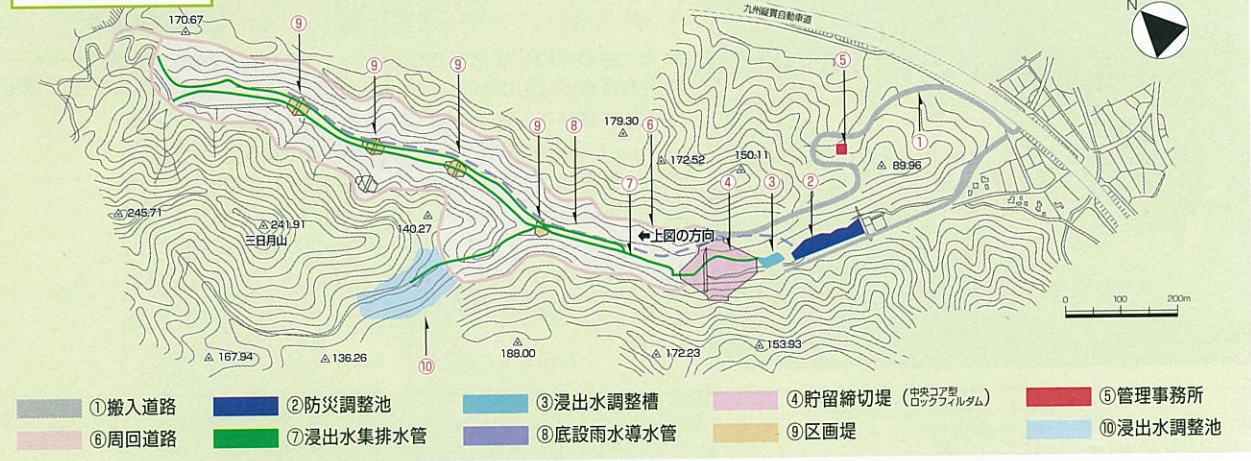 170.67
九州縦貫自動車道
N
⑨
⑨
⑨
⑤
①
179.30
⑨
⑧
⑥
172.52
150.11
89.96
⑦
④
③
②
245.71
241.91
三日月山
140.27
←上図の方向
0 100 200m
167.94
136.26
⑩
188.00
172.23
153.93
①搬入道路
②防災調整池
③浸出水調整槽
④貯留締切堤（中央コア型ロックフィルダム）
⑤管理事務所
⑥周回道路
⑦浸出水集排水管
⑧底設雨水導水管
⑨区画堤
⑩浸出水調整池